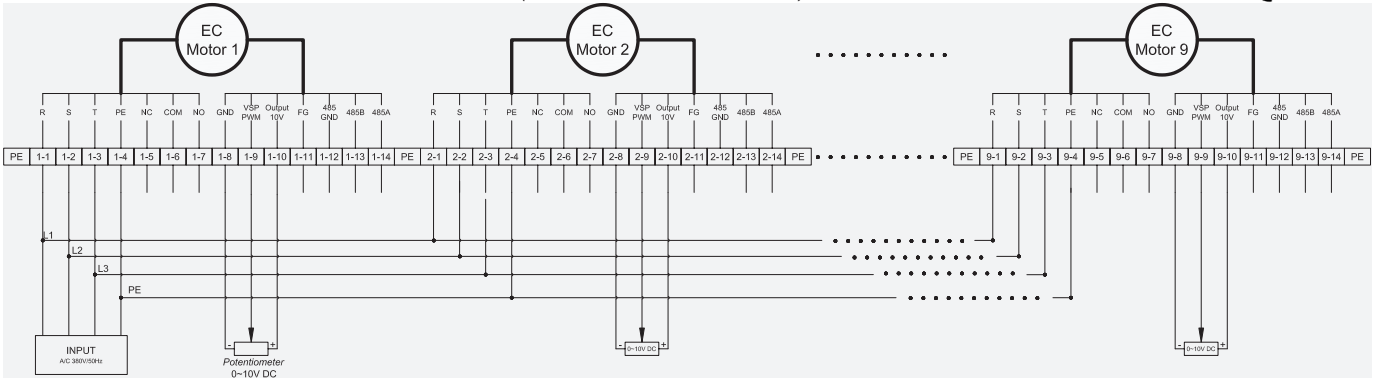 EC
Motor 1
EC
Motor 2
EC
Motor 9
R S T PE NC COM NO GND VSP PWM Output 10V FG 485 GND 485B 485A
R S T PE NC COM NO GND VSP PWM Output 10V FG 485 GND 485B 485A
R S T PE NC COM NO GND VSP PWM Output 10V FG 485 GND 485B 485A
PE 1-1 1-2 1-3 1-4 1-5 1-6 1-7 1-8 1-9 1-10 1-11 1-12 1-13 1-14 PE 2-1 2-2 2-3 2-4 2-5 2-6 2-7 2-8 2-9 2-10 2-11 2-12 2-13 2-14 PE
PE 9-1 9-2 9-3 9-4 9-5 9-6 9-7 9-8 9-9 9-10 9-11 9-12 9-13 9-14 PE
L1
L2
L3
PE
INPUT
A/C 380V/50Hz
- +
Potentiometer
0~10V DC
- 0~10V DC +
- 0~10V DC +